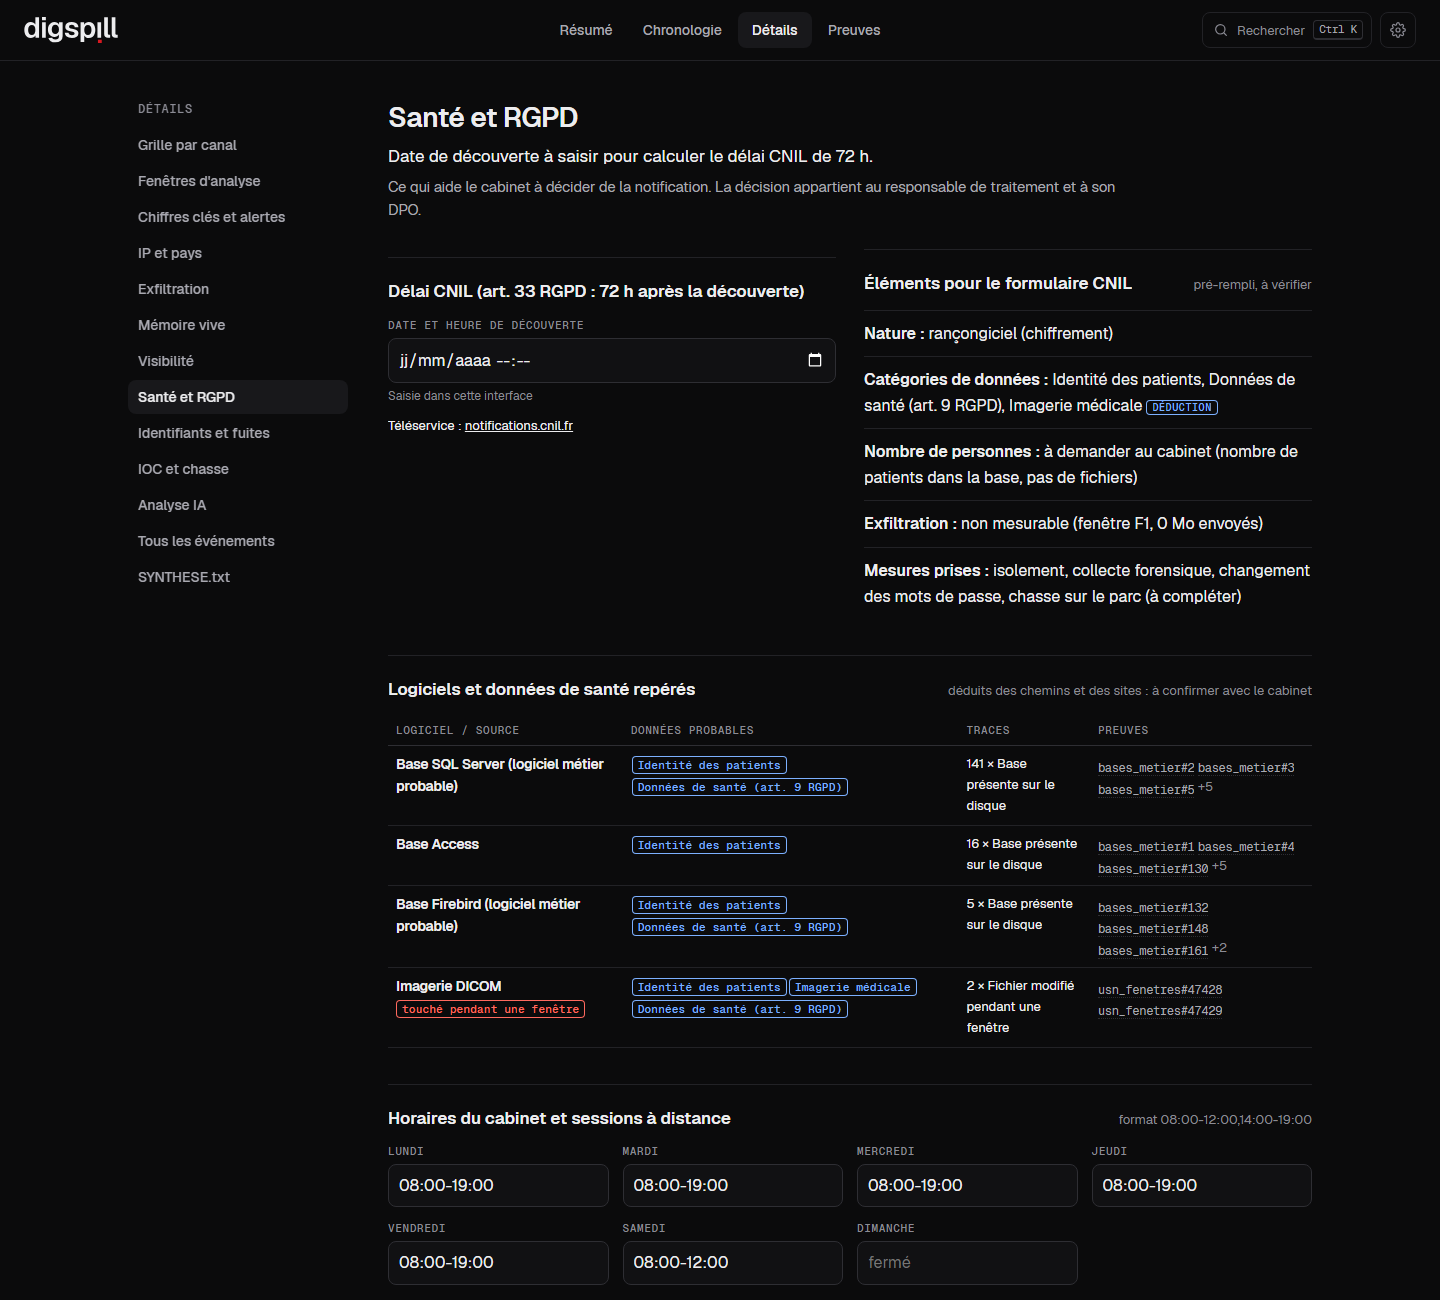 digspill
Résumé
Chronologie
Détails
Preuves
Rechercher
Ctrl K
DÉTAILS
Grille par canal
Fenêtres d'analyse
Chiffres clés et alertes
IP et pays
Exfiltration
Mémoire vive
Visibilité
Santé et RGPD
Identifiants et fuites
IOC et chasse
Analyse IA
Tous les événements
SYNTHESE.txt
Santé et RGPD
Date de découverte à saisir pour calculer le délai CNIL de 72 h.
Ce qui aide le cabinet à décider de la notification. La décision appartient au responsable de traitement et à son
DPO.
Délai CNIL (art. 33 RGPD : 72 h après la découverte)
DATE ET HEURE DE DÉCOUVERTE
jj/mm/aaaa --:--
Saisie dans cette interface
Téléservice : notifications.cnil.fr
Éléments pour le formulaire CNIL
pré-rempli, à vérifier
Nature : rançongiciel (chiffrement)
Catégories de données : Identité des patients, Données de
santé (art. 9 RGPD), Imagerie médicale DÉDUCTION
Nombre de personnes : à demander au cabinet (nombre de
patients dans la base, pas de fichiers)
Exfiltration : non mesurable (fenêtre F1, 0 Mo envoyés)
Mesures prises : isolement, collecte forensique, changement
des mots de passe, chasse sur le parc (à compléter)
Logiciels et données de santé repérés
déduits des chemins et des sites : à confirmer avec le cabinet
LOGICIEL / SOURCE
DONNÉES PROBABLES
TRACES
PREUVES
Base SQL Server (logiciel métier
probable)
Identité des patients
Données de santé (art. 9 RGPD)
141 × Base
présente sur le
disque
bases_metier#2 bases_metier#3
bases_metier#5 +5
Base Access
Identité des patients
16 × Base présente
sur le disque
bases_metier#1 bases_metier#4
bases_metier#130 +5
Base Firebird (logiciel métier
probable)
Identité des patients
Données de santé (art. 9 RGPD)
5 × Base présente
sur le disque
bases_metier#132
bases_metier#148
bases_metier#161 +2
Imagerie DICOM
touché pendant une fenêtre
Identité des patients Imagerie médicale
Données de santé (art. 9 RGPD)
2 × Fichier modifié
pendant une
fenêtre
usn_fenetres#47428
usn_fenetres#47429
Horaires du cabinet et sessions à distance
format 08:00-12:00,14:00-19:00
LUNDI
MARDI
MERCREDI
JEUDI
08:00-19:00
08:00-19:00
08:00-19:00
08:00-19:00
VENDREDI
SAMEDI
DIMANCHE
08:00-19:00
08:00-12:00
fermé